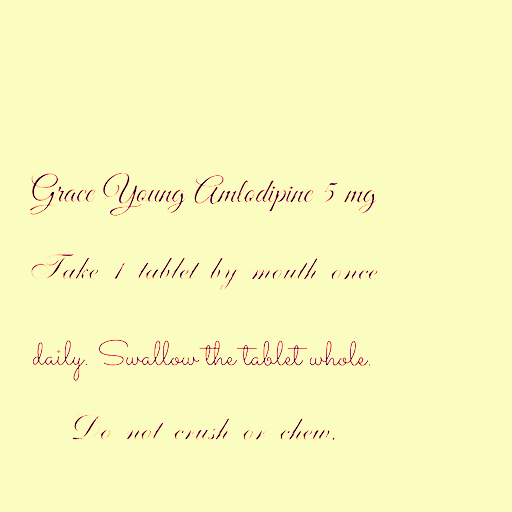 Grace Young Amlodipine 5 mg
Take 1 tablet by mouth once
daily. Swallow the tablet whole.
Do not crush or chew.